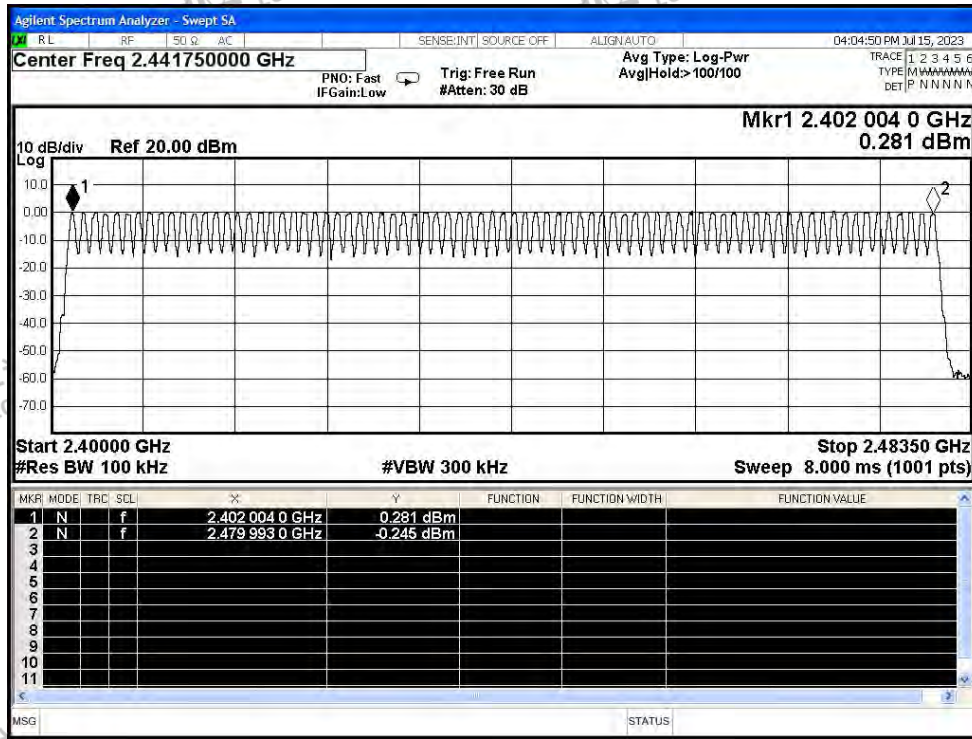 Agilent Spectrum Analyzer - Swept SA
LXI RL RF 50 Ω AC SENSE:INT SOURCE OFF ALIGN AUTO 04:04:50 PM Jul 15, 2023
Center Freq 2.441750000 GHz
PNO: Fast
IFGain:Low
Trig: Free Run
#Atten: 30 dB
Avg Type: Log-Pwr
Avg|Hold:>100/100
TRACE 1 2 3 4 5 6
TYPE M
DET P N N N N N
Mkr1 2.402 004 0 GHz
0.281 dBm
10 dB/div Ref 20.00 dBm
Log
10.0
0.00
-10.0
-20.0
-30.0
-40.0
-50.0
-60.0
-70.0
1
2
Start 2.40000 GHz Stop 2.48350 GHz
#Res BW 100 kHz #VBW 300 kHz Sweep 8.000 ms (1001 pts)
MKR MODE TRC SCL X Y FUNCTION FUNCTION WIDTH FUNCTION VALUE
1 N f 2.402 004 0 GHz 0.281 dBm
2 N f 2.479 993 0 GHz -0.245 dBm
3
4
5
6
7
8
9
10
11
MSG STATUS